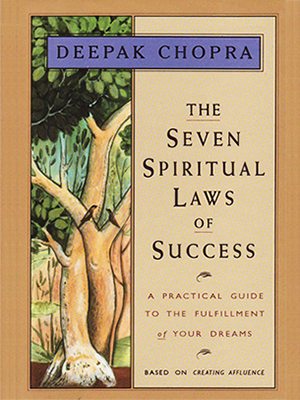 DEEPAK CHOPRA
THE
SEVEN
SPIRITUAL
LAWS
OF
SUCCESS
A PRACTICAL GUIDE
TO THE FULFILLMENT
of YOUR DREAMS
BASED ON CREATING AFFLUENCE